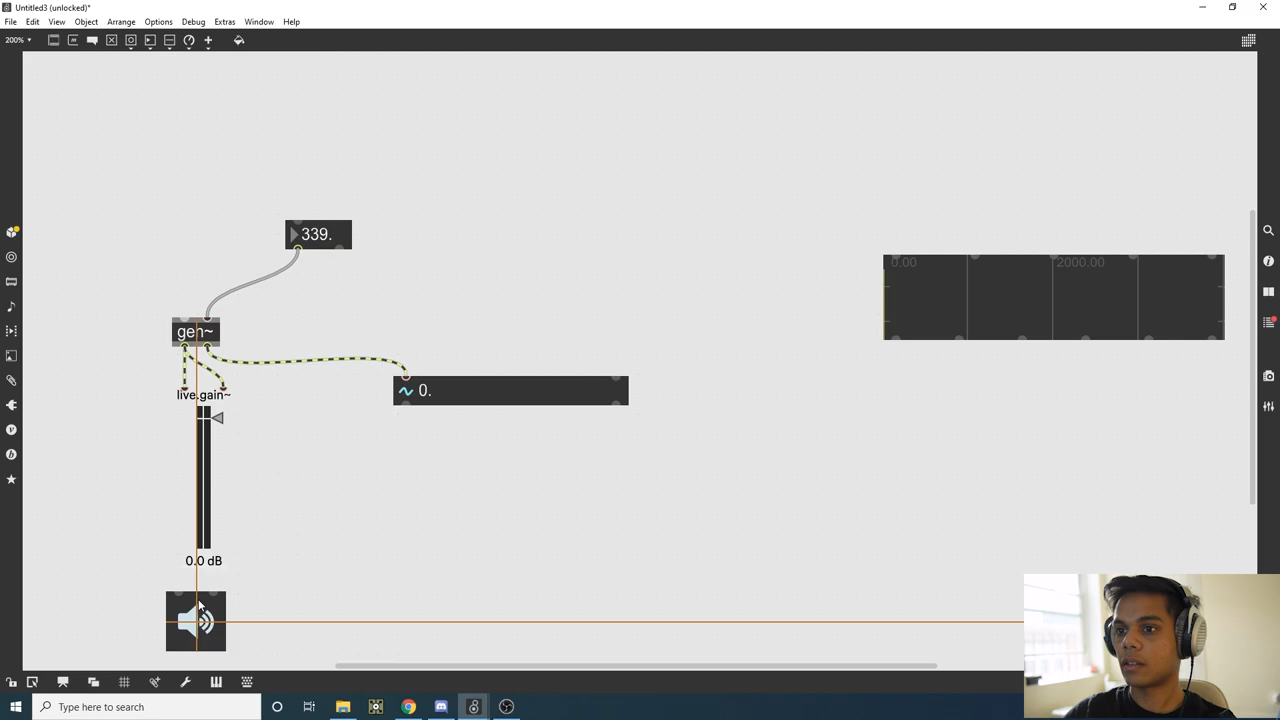 Untitled3 (unlocked)*
File Edit View Object Arrange Options Debug Extras Window Help
200%
339.
0.00 2000.00
gen~
0.
live.gain~
0.0 dB
Type here to search